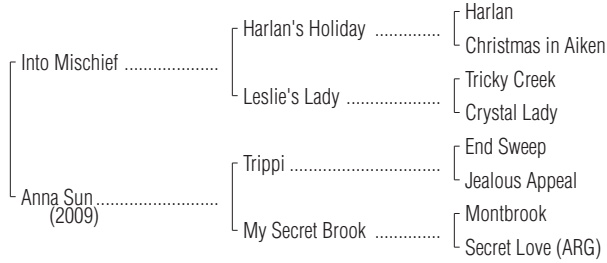 Harlan
Harlan's Holiday ..............
Christmas in Aiken
Into Mischief ....................
Tricky Creek
Leslie's Lady ....................
Crystal Lady
End Sweep
Trippi ................................
Jealous Appeal
Anna Sun..........................
(2009)
Montbrook
My Secret Brook ..............
Secret Love (ARG)